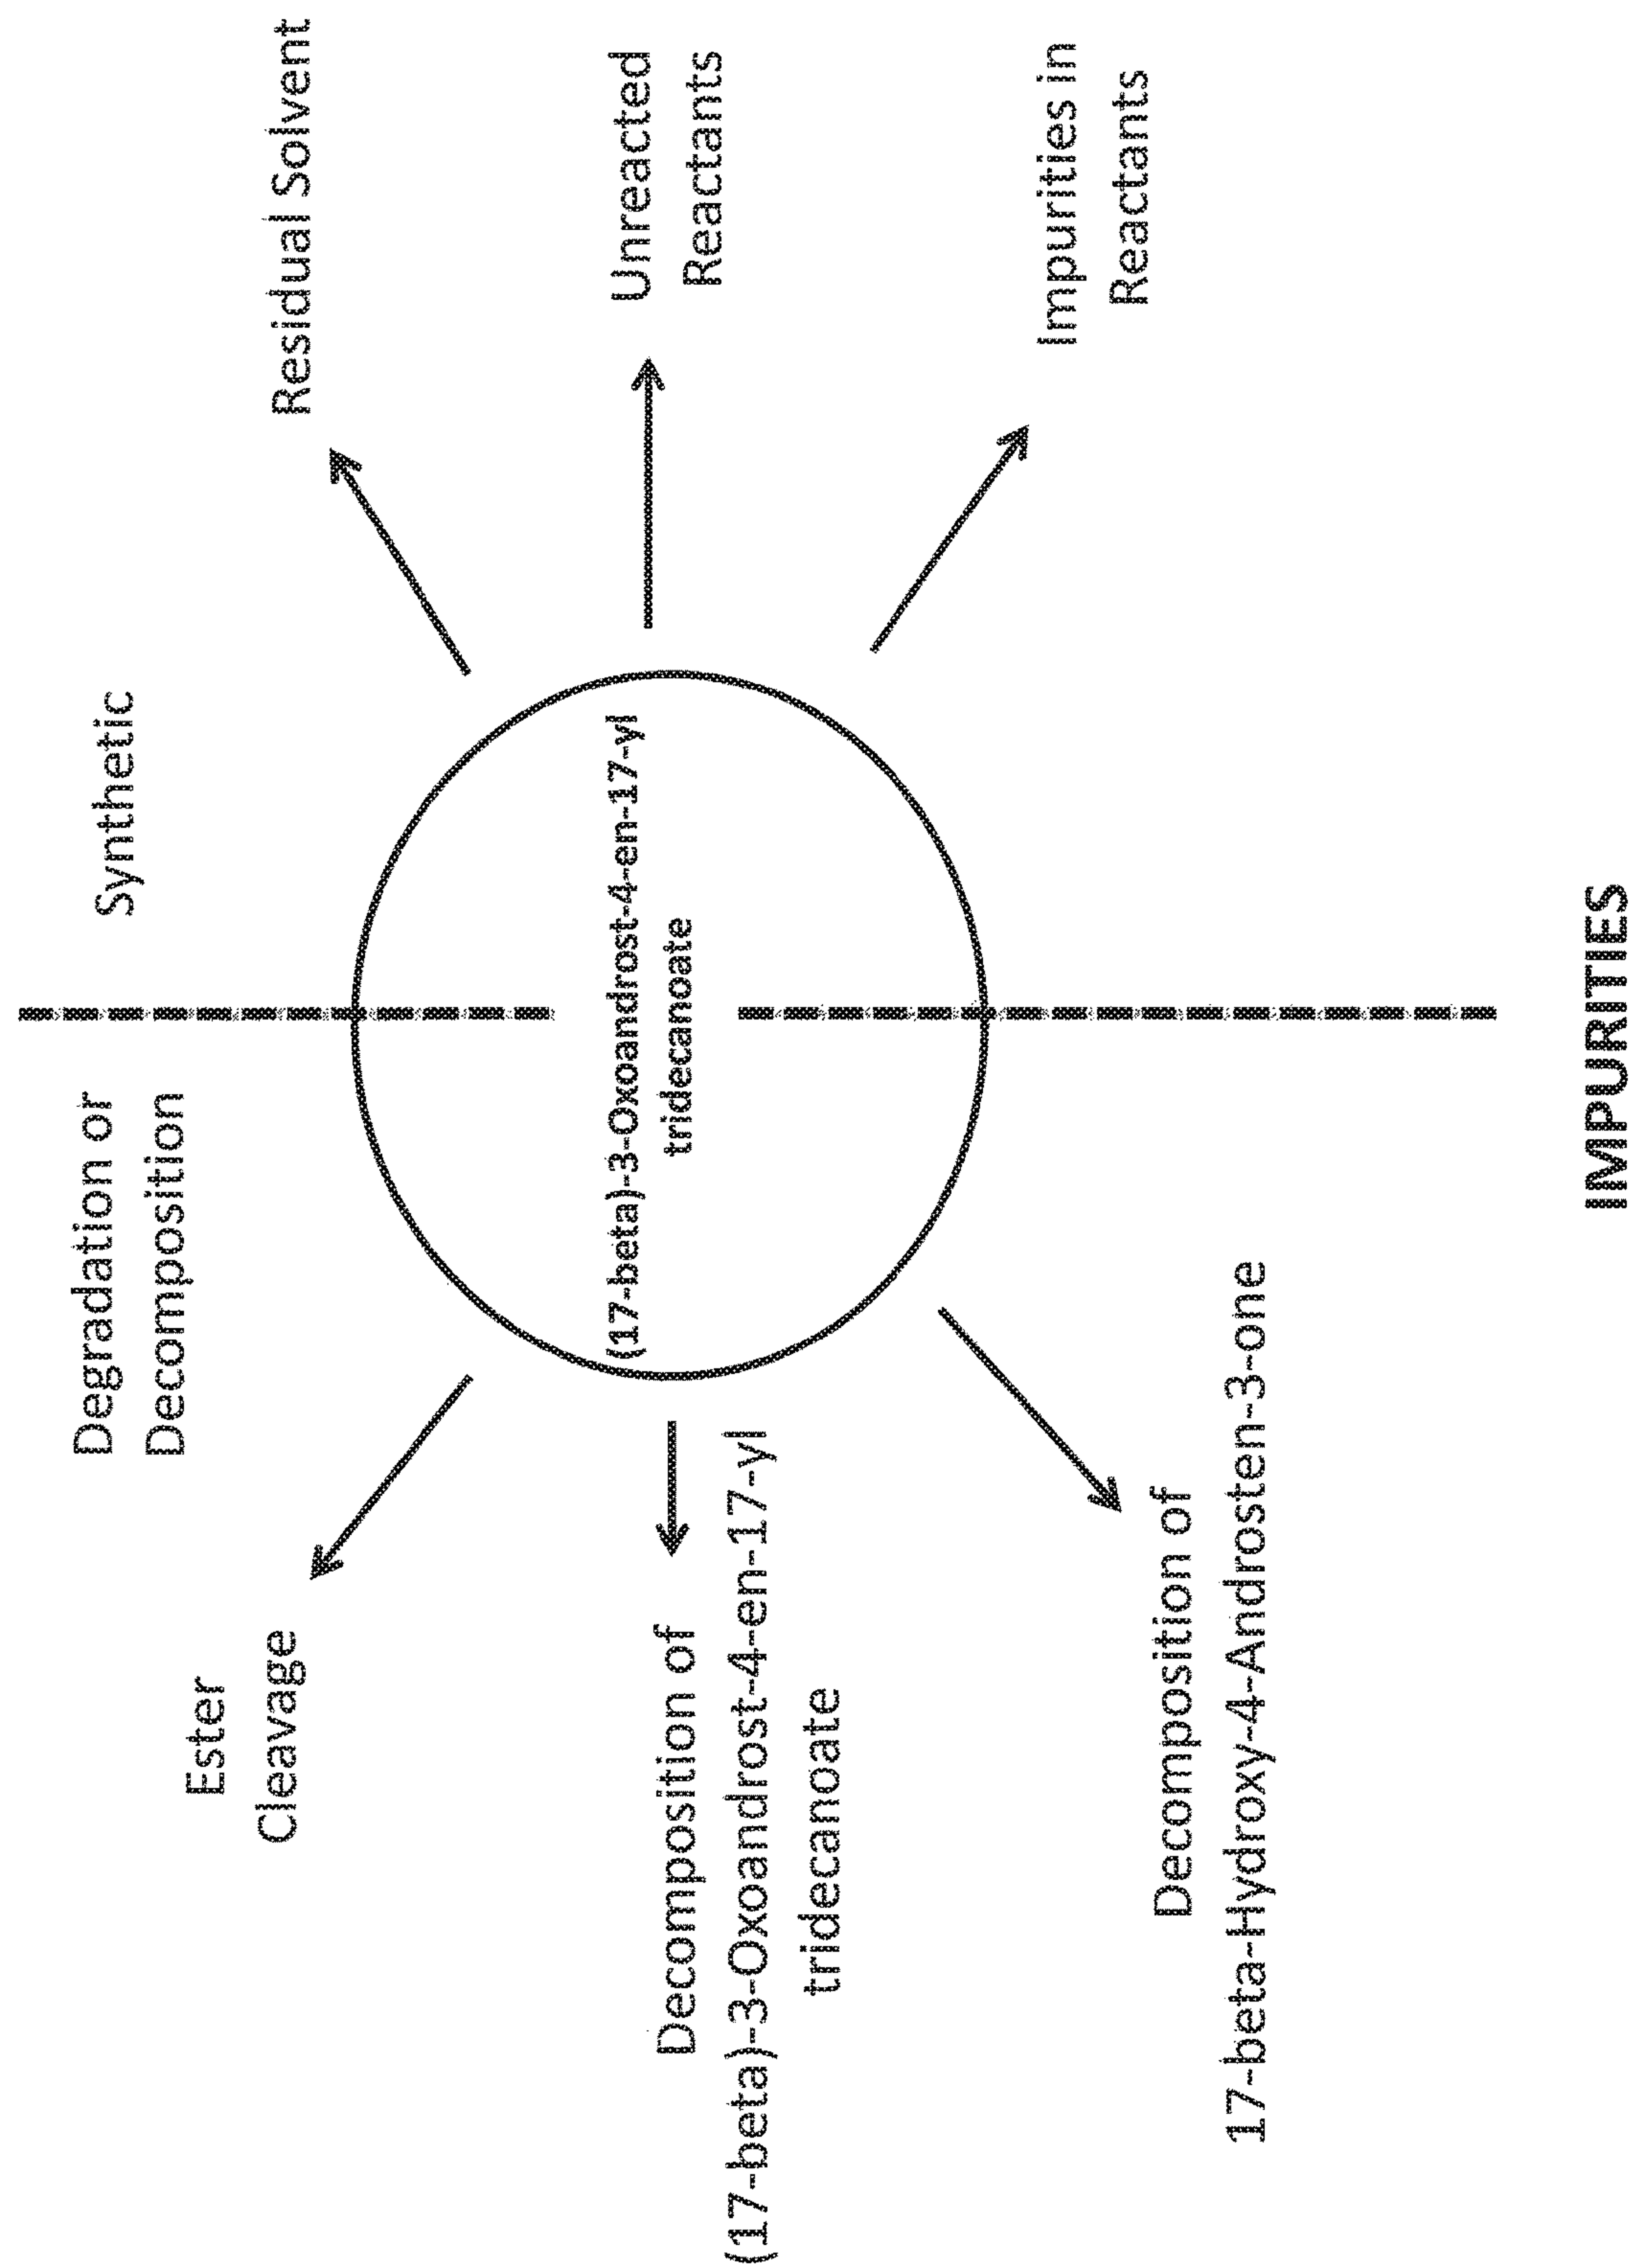 Degradation or
Decomposition
Synthetic
Ester
Cleavage
Residual Solvent
(17-beta)-3-Oxoandrost-4-en-17-yl
tridecanoate
Decomposition of
(17-beta)-3-Oxoandrost-4-en-17-yl
tridecanoate
Unreacted
Reactants
Decomposition of
17-beta-Hydroxy-4-Androsten-3-one
Impurities in
Reactants
IMPURITIES